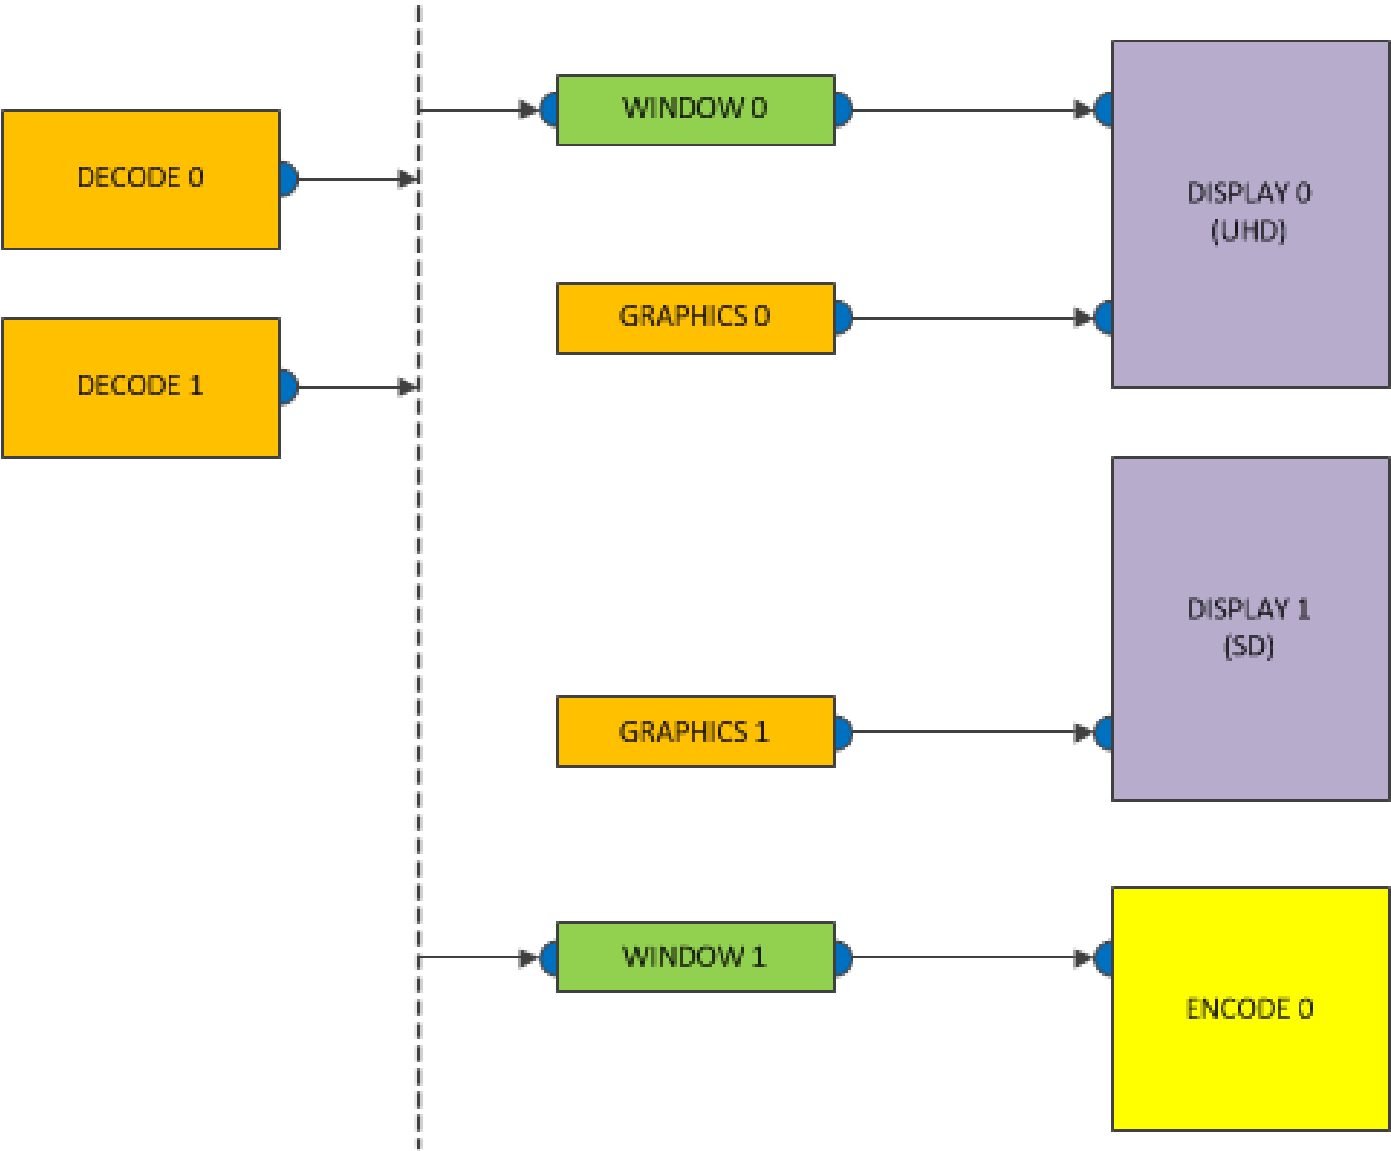 WINDOW 0
DECODE 0
DISPLAY 0
(UHD)
GRAPHICS 0
DECODE 1
DISPLAY 1
(SD)
GRAPHICS 1
WINDOW 1
ENCODE 0